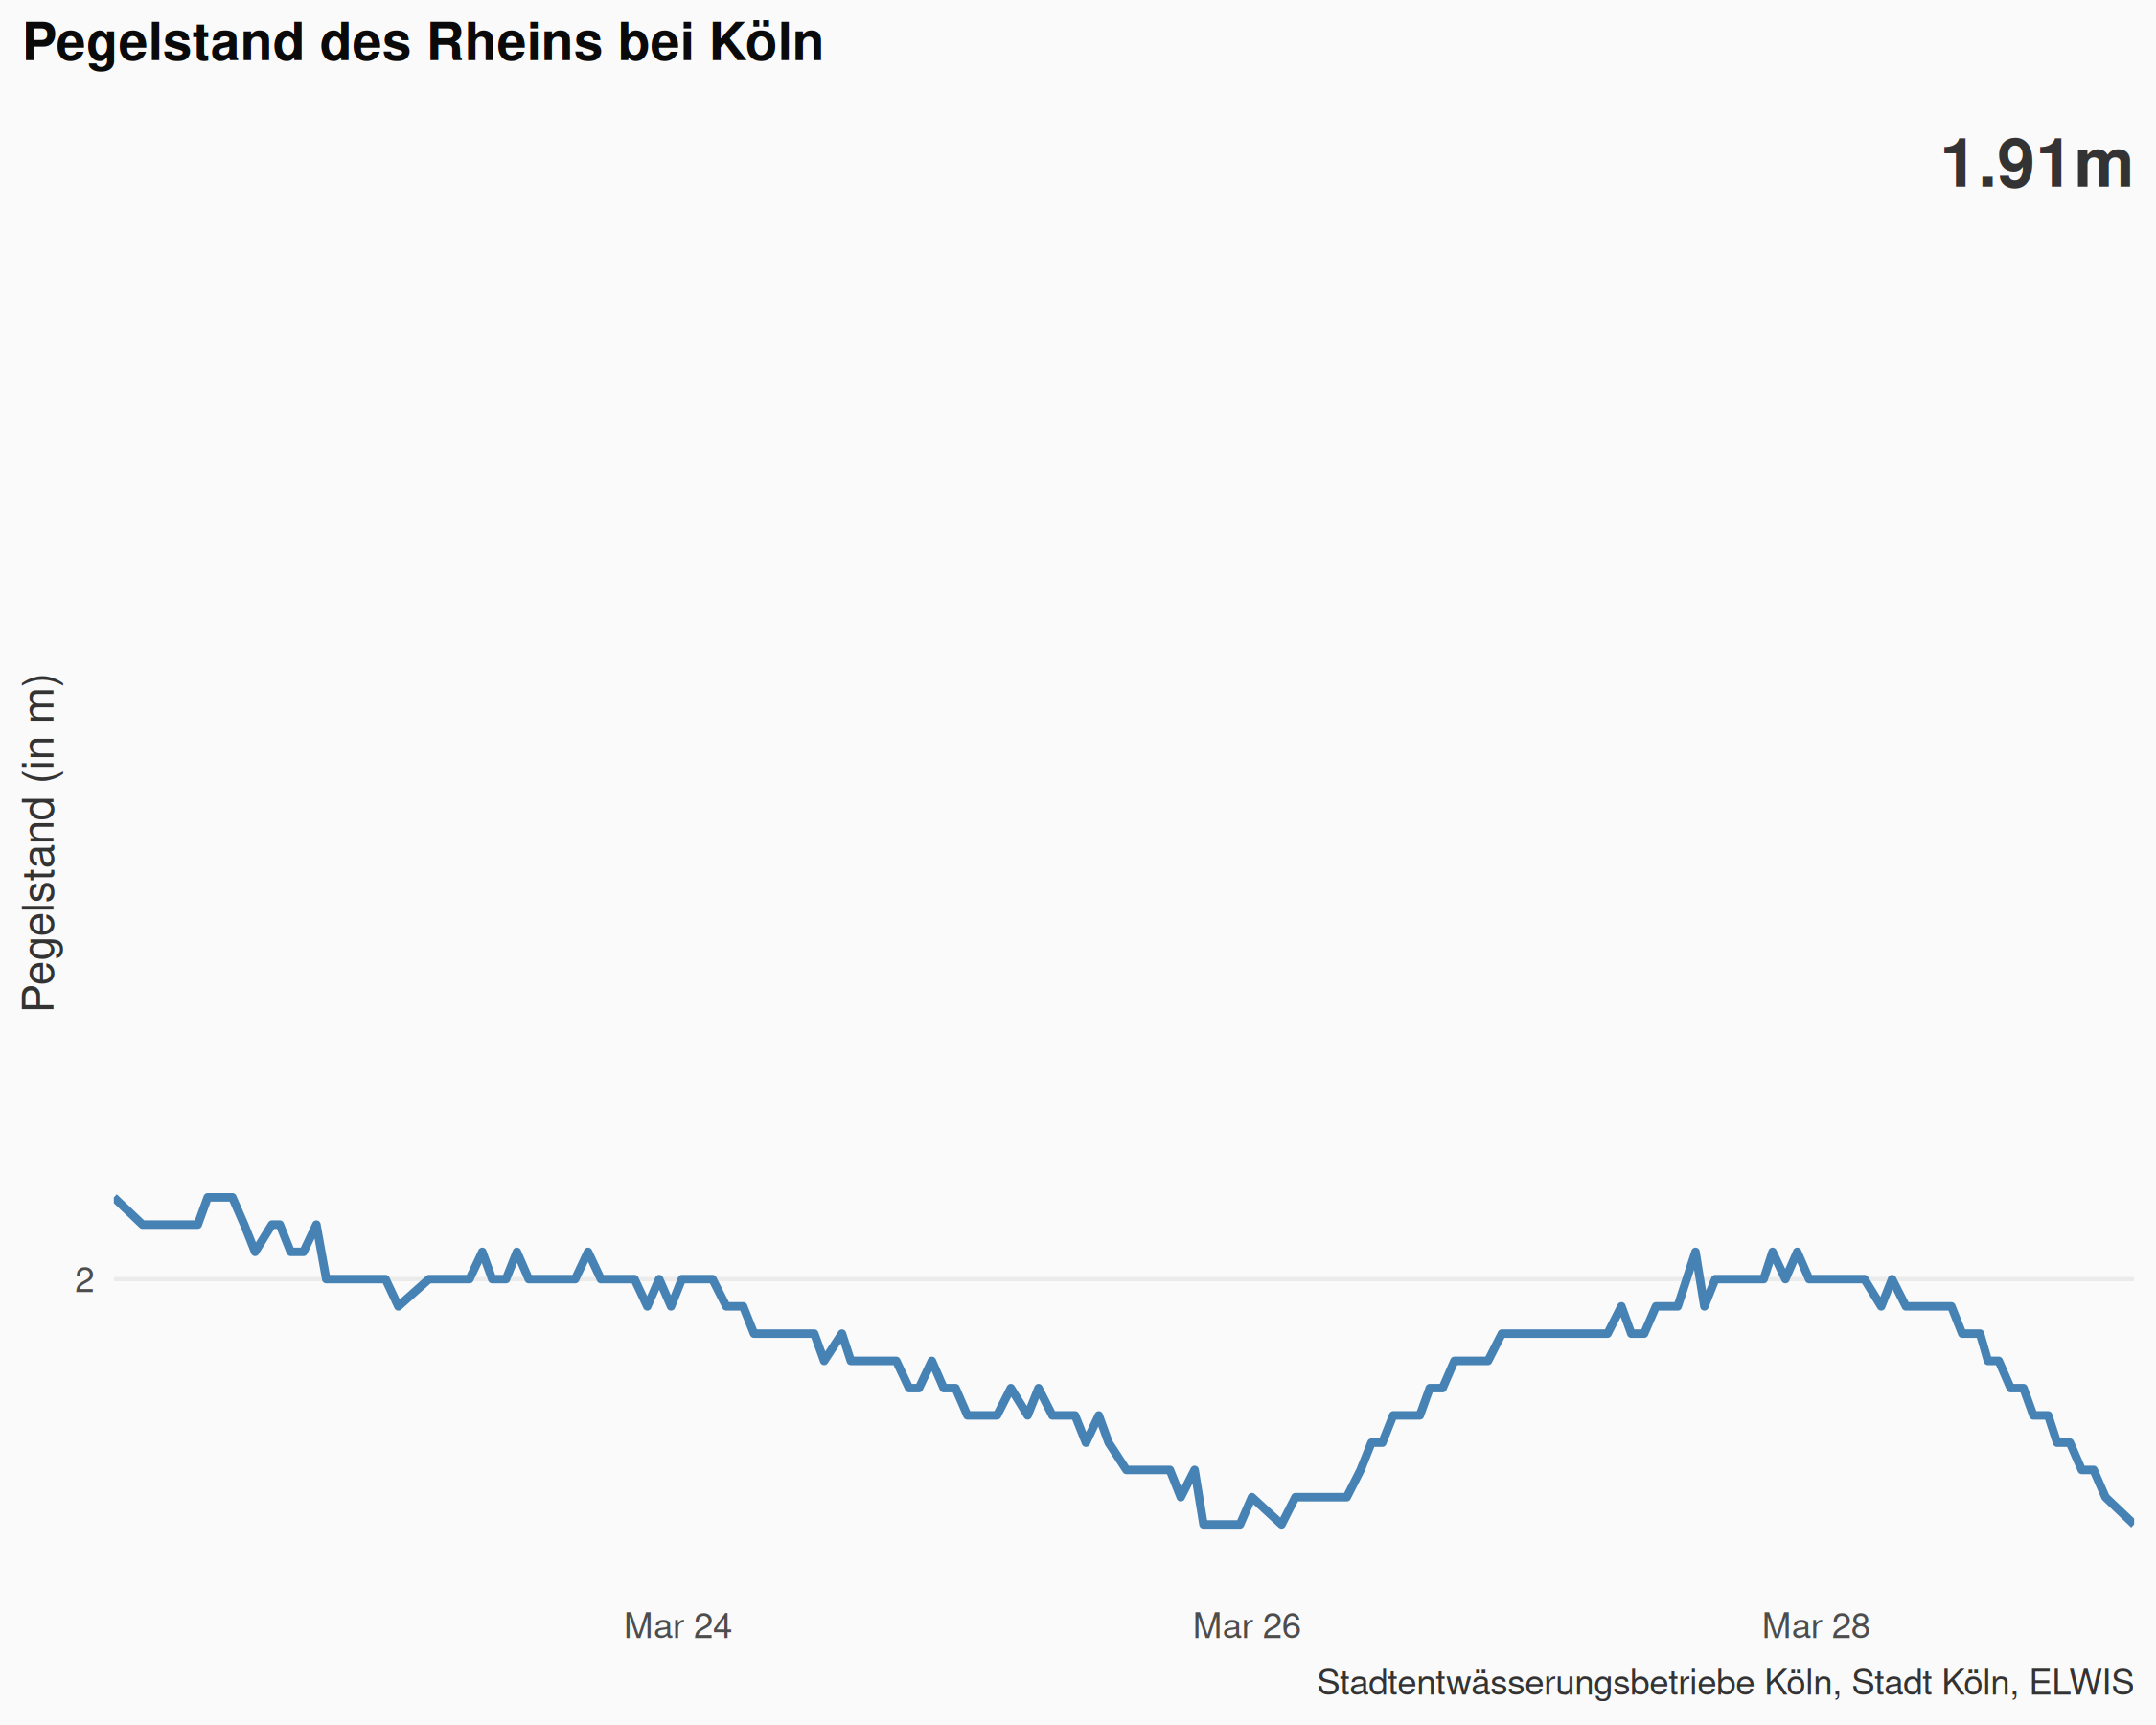 Pegelstand des Rheins bei Köln
1.91m
Pegelstand (in m)
2
Mar 24
Mar 26
Mar 28
Stadtentwässerungsbetriebe Köln, Stadt Köln, ELWIS